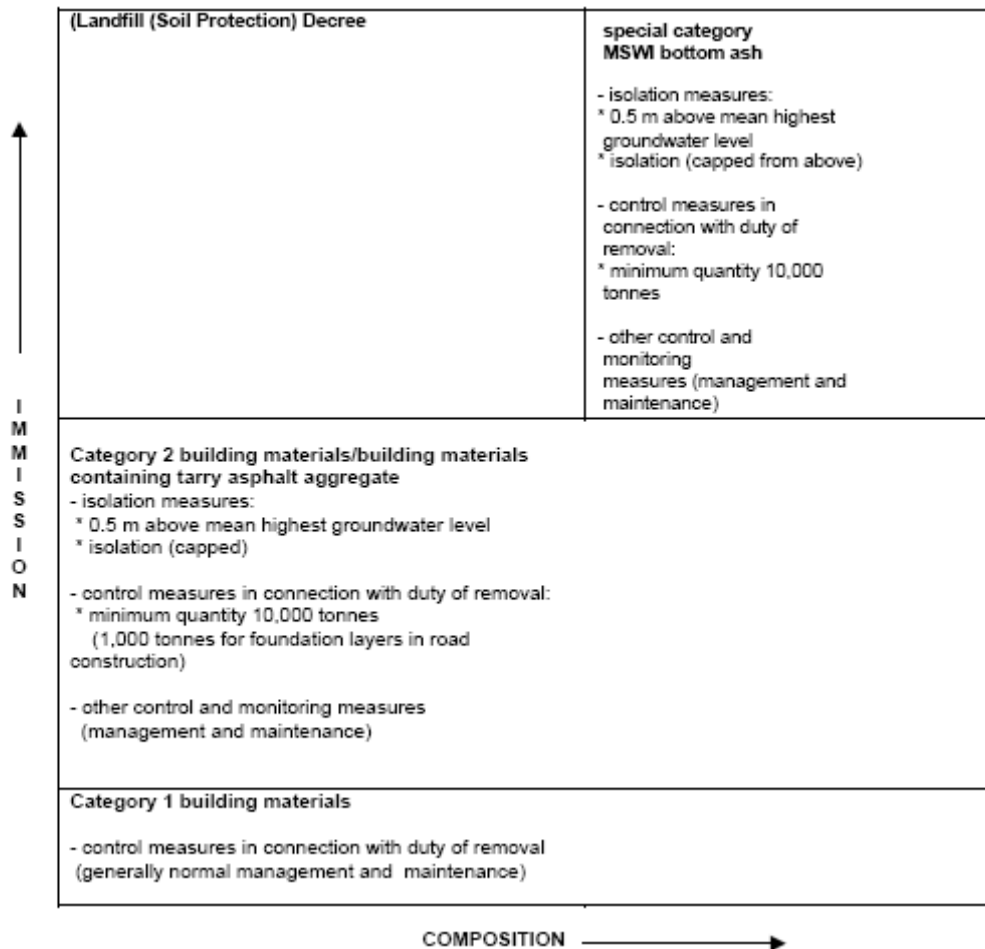 (Landfill (Soil Protection) Decree
special category
MSWI bottom ash
- isolation measures:
* 0.5 m above mean highest
groundwater level
* isolation (capped from above)
- control measures in
connection with duty of
removal:
* minimum quantity 10,000
tonnes
- other control and
monitoring
measures (management and
maintenance)
IMMISSION
Category 2 building materials/building materials
containing tarry asphalt aggregate
- isolation measures:
* 0.5 m above mean highest groundwater level
* isolation (capped)
- control measures in connection with duty of removal:
* minimum quantity 10,000 tonnes
(1,000 tonnes for foundation layers in road
construction)
- other control and monitoring measures
(management and maintenance)
Category 1 building materials
- control measures in connection with duty of removal
(generally normal management and maintenance)
COMPOSITION